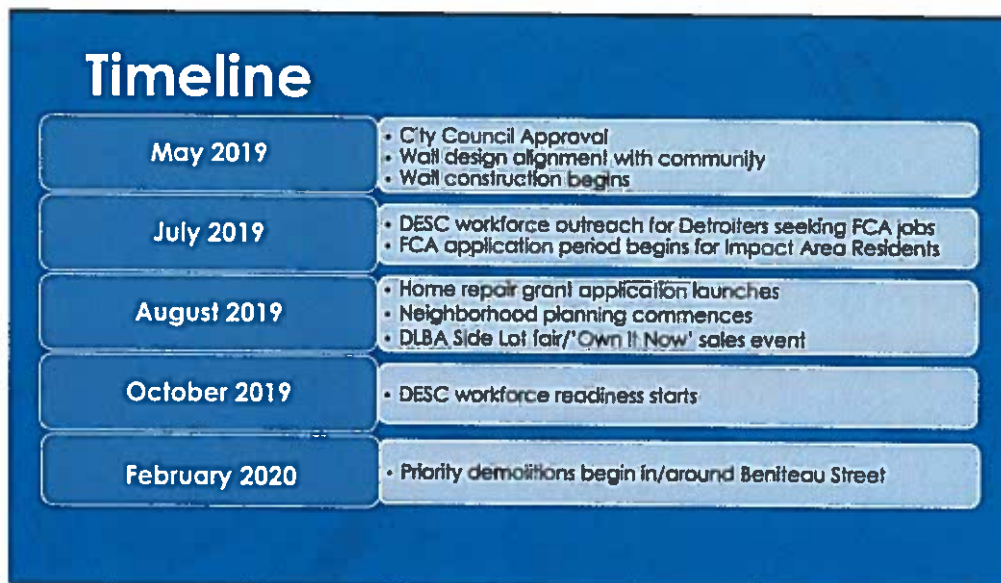 Timeline
May 2019
• City Council Approval
• Wall design alignment with community
• Wall construction begins
July 2019
• DESC workforce outreach for Detroiters seeking FCA jobs
• FCA application period begins for Impact Area Residents
August 2019
• Home repair grant application launches
• Neighborhood planning commences
• DLBA Side Lot fair/'Own It Now' sales event
October 2019
• DESC workforce readiness starts
February 2020
• Priority demolitions begin in/around Beniteau Street